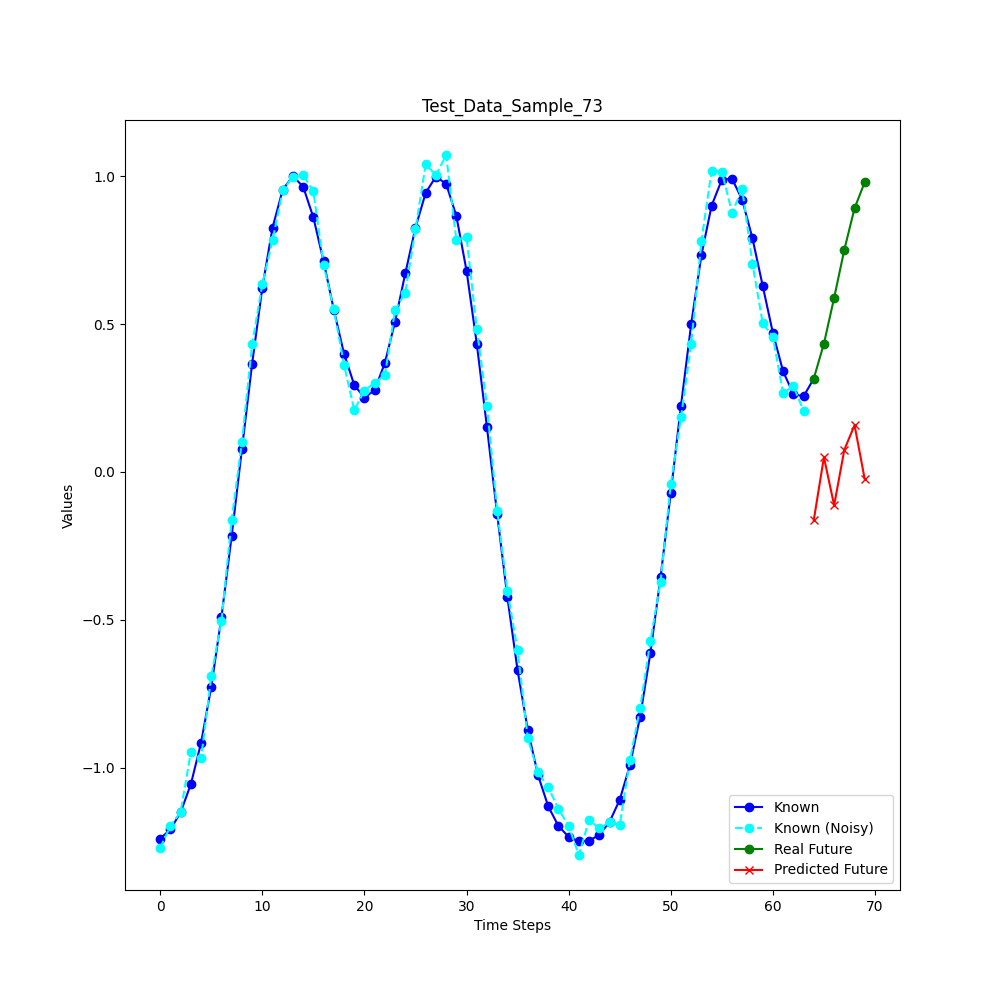 Test_Data_Sample_73
Values
1.0
0.5
0.0
−0.5
−1.0
0 10 20 30 40 50 60 70
Time Steps
Known
Known (Noisy)
Real Future
Predicted Future